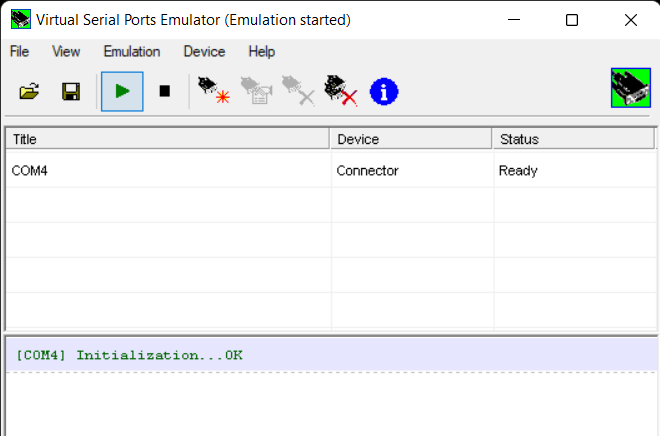 Virtual Serial Ports Emulator (Emulation started)
File View Emulation Device Help
Title Device Status
COM4 Connector Ready
[COM4] Initialization...OK